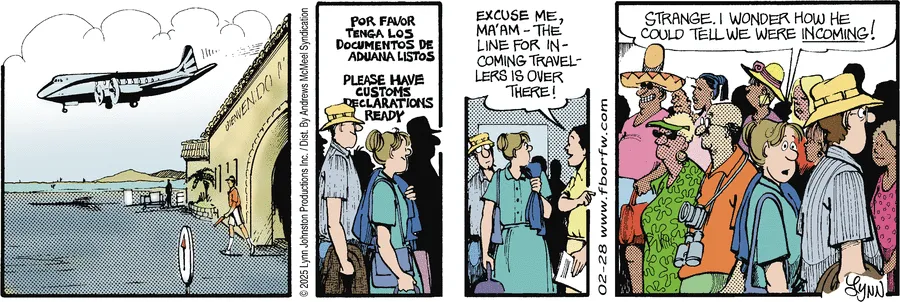 BIENVENIDO
© 2025 Lynn Johnston Productions Inc. / Dist. By Andrews McMeel Syndication
POR FAVOR
TENGA LOS
DOCUMENTOS DE
ADUANA LISTOS
PLEASE HAVE
CUSTOMS
DECLARATIONS
READY
EXCUSE ME,
MA'AM - THE
LINE FOR IN-
COMING TRAVEL-
LERS IS OVER
THERE!
02-28 www.fborfw.com
STRANGE. I WONDER HOW HE
COULD TELL WE WERE INCOMING!
LYNN